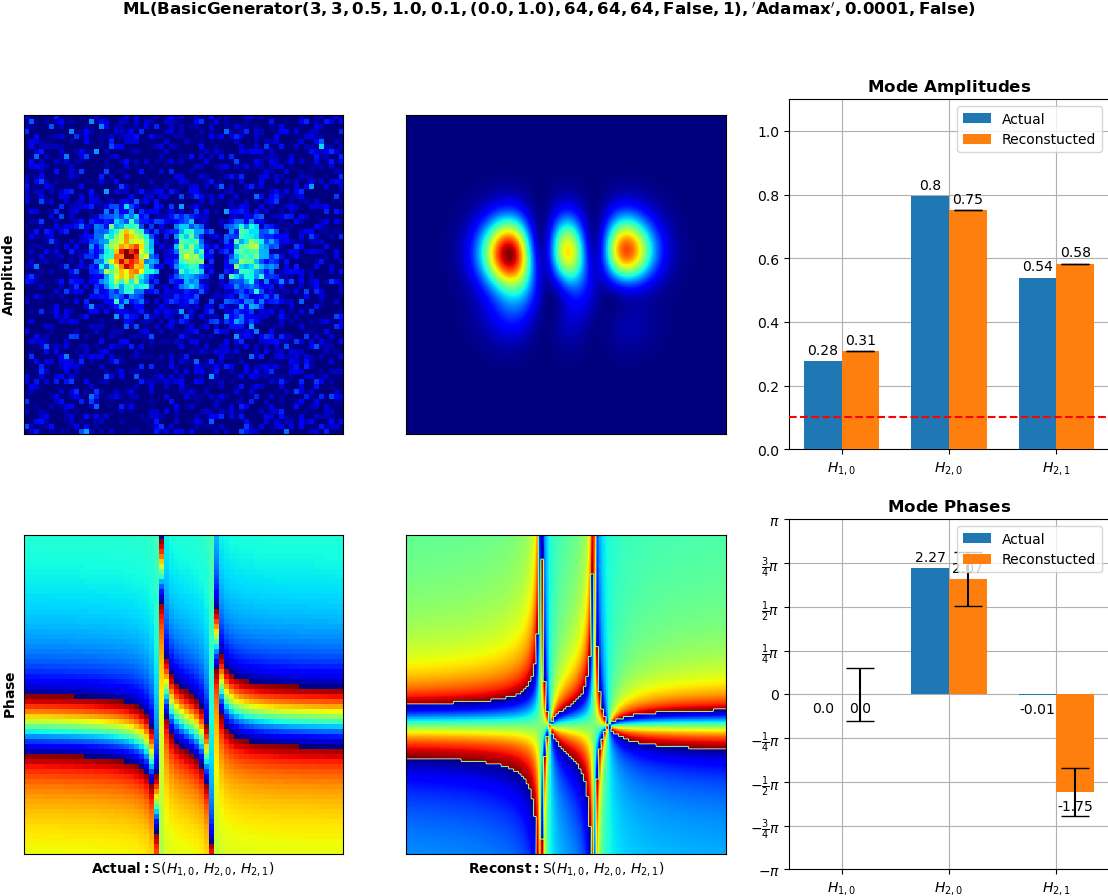 ML(BasicGenerator(3, 3, 0.5, 1.0, 0.1, (0.0, 1.0), 64, 64, 64, False, 1), ′Adamax′, 0.0001, False)
Amplitude
Mode Amplitudes
Actual
Reconstucted
1.0
0.8
0.6
0.4
0.2
0.0
0.28
0.31
0.8
0.75
0.54
0.58
H1,0
H2,0
H2,1
Phase
Actual: S(H1,0, H2,0, H2,1)
Reconst: S(H1,0, H2,0, H2,1)
Mode Phases
Actual
Reconstucted
π
3/4π
1/2π
1/4π
0
−1/4π
−1/2π
−3/4π
−π
0.0
0.0
2.27
-0.01
-1.75
H1,0
H2,0
H2,1